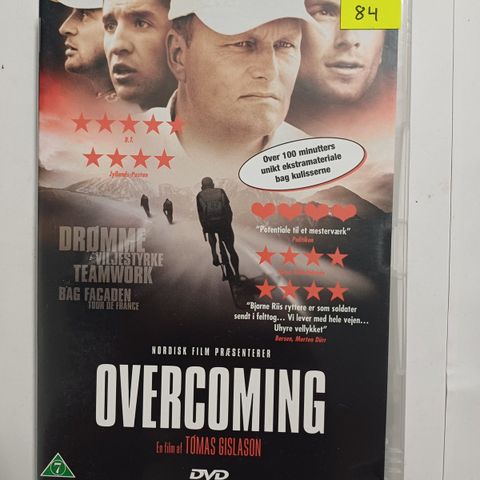 84
B.T.
Jyllands-Posten
Over 100 minutters
unikt ekstramateriale
bag kulisserne
"Potentiale til et mesterværk"
Politiken
DRØMME
VILJESTYRKE
TEAMWORK
BAG FACADEN
TOUR DE FRANCE
"Bjarne Riis ryttere er som soldater
sendt i felttog... Vi lever med hele vejen...
Uhyre vellykket"
Børsen, Morten Dürr
NORDISK FILM PRÆSENTERER
OVERCOMING
En film af TÓMAS GISLASON
7
DVD